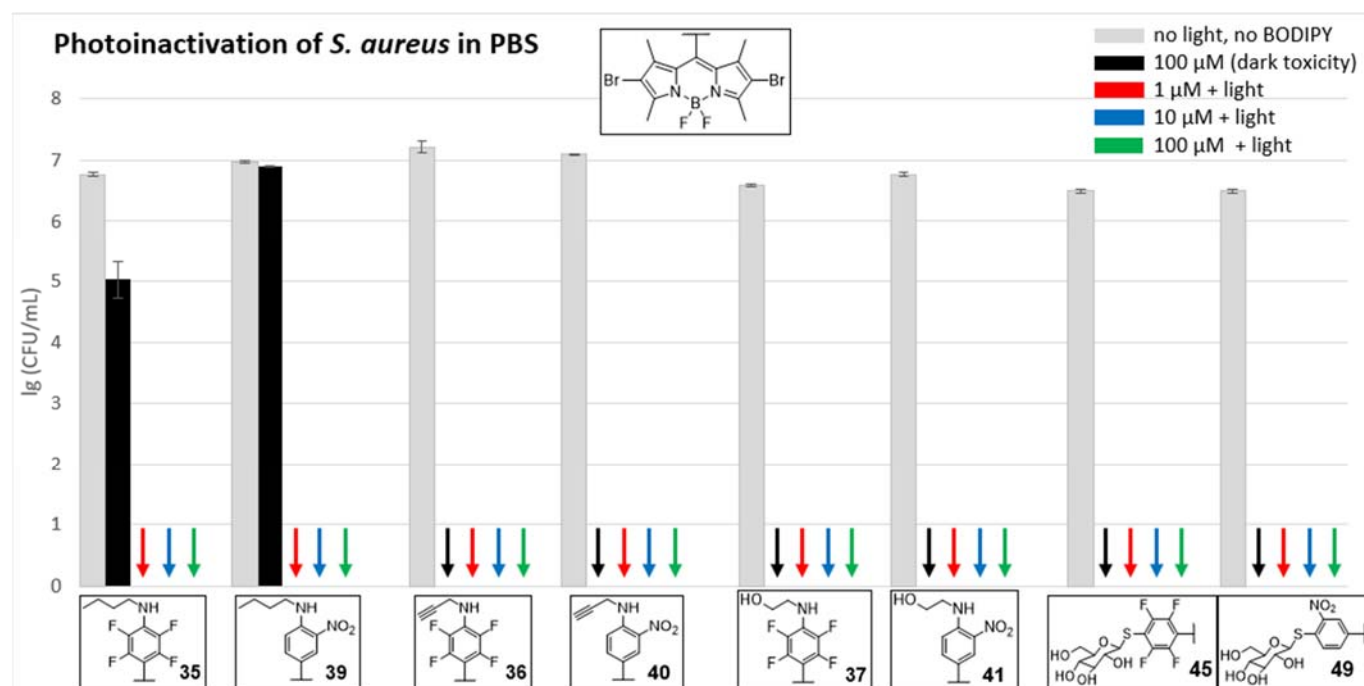 Photoinactivation of S. aureus in PBS
no light, no BODIPY
100 µM (dark toxicity)
1 µM + light
10 µM + light
100 µM + light
Br
Br
N
N
B
F
F
lg (CFU/mL)
8
7
6
5
4
3
2
1
0
NH
F
F
F
F
35
NH
NO2
39
NH
F
F
F
F
36
NH
NO2
40
HO
NH
F
F
F
F
37
HO
NH
NO2
41
F
F
S
O
HO
HO
OH
OH
F
F
45
NO2
S
O
HO
HO
OH
OH
49